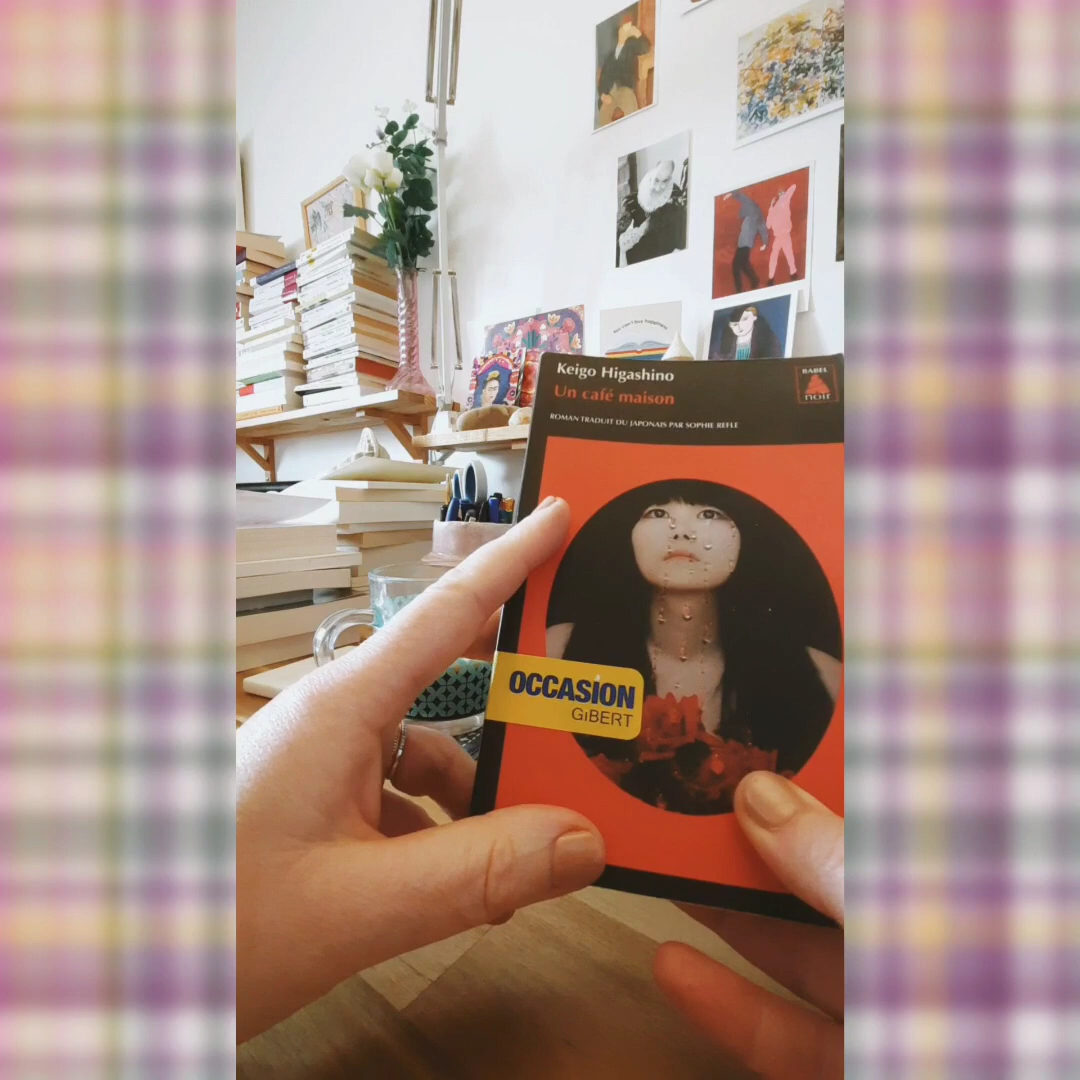 Keigo Higashino
Un café maison
ROMAN TRADUIT DU JAPONAIS PAR SOPHIE REFLE
BABEL
noir
OCCASION
GiBERT